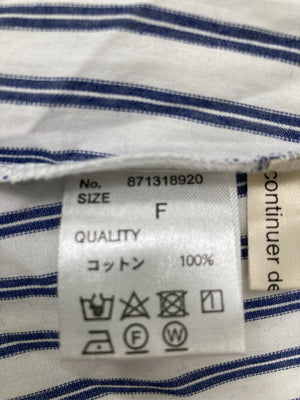 No. 871318920
SIZE
F
QUALITY
コットン 100%
F W
continuer de